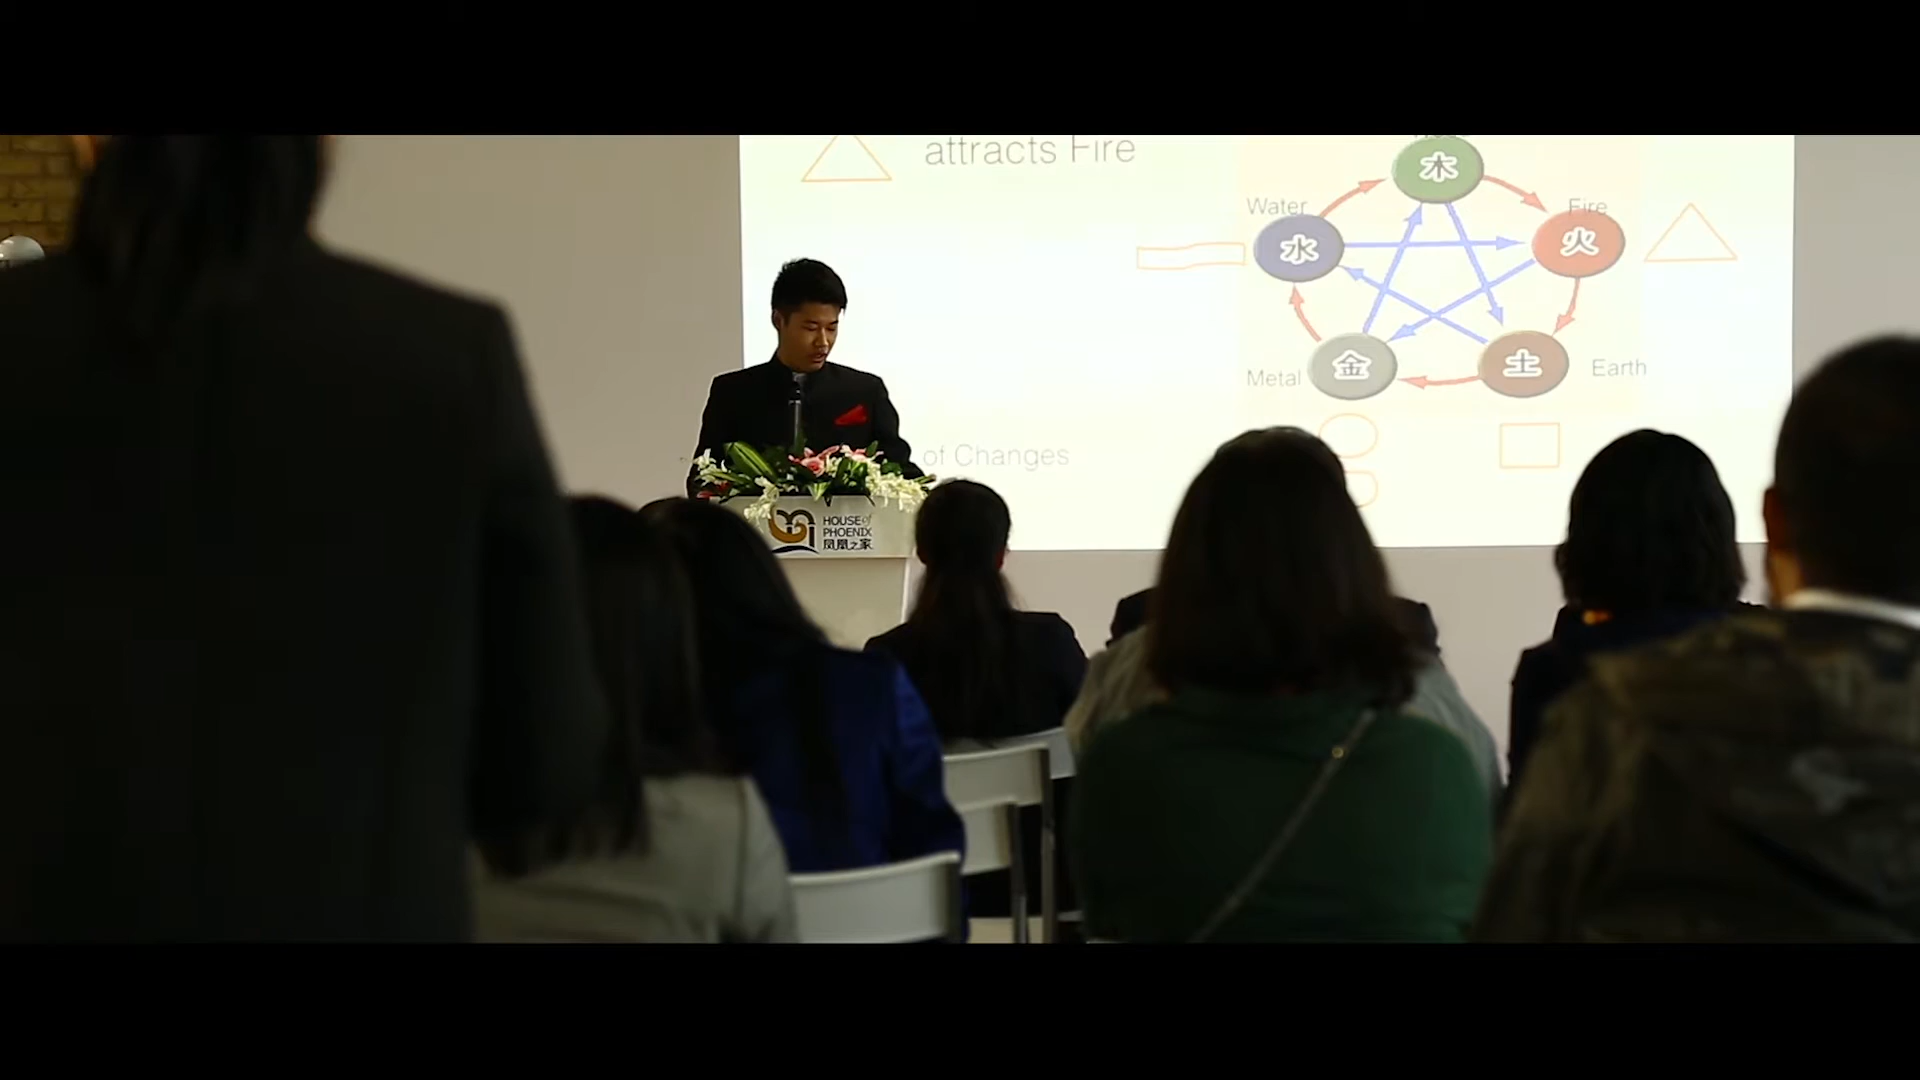 attracts Fire
木
Water
Fire
水
火
金
土
Metal
Earth
of Changes
HOUSE of
PHOENIX
凤凰之家